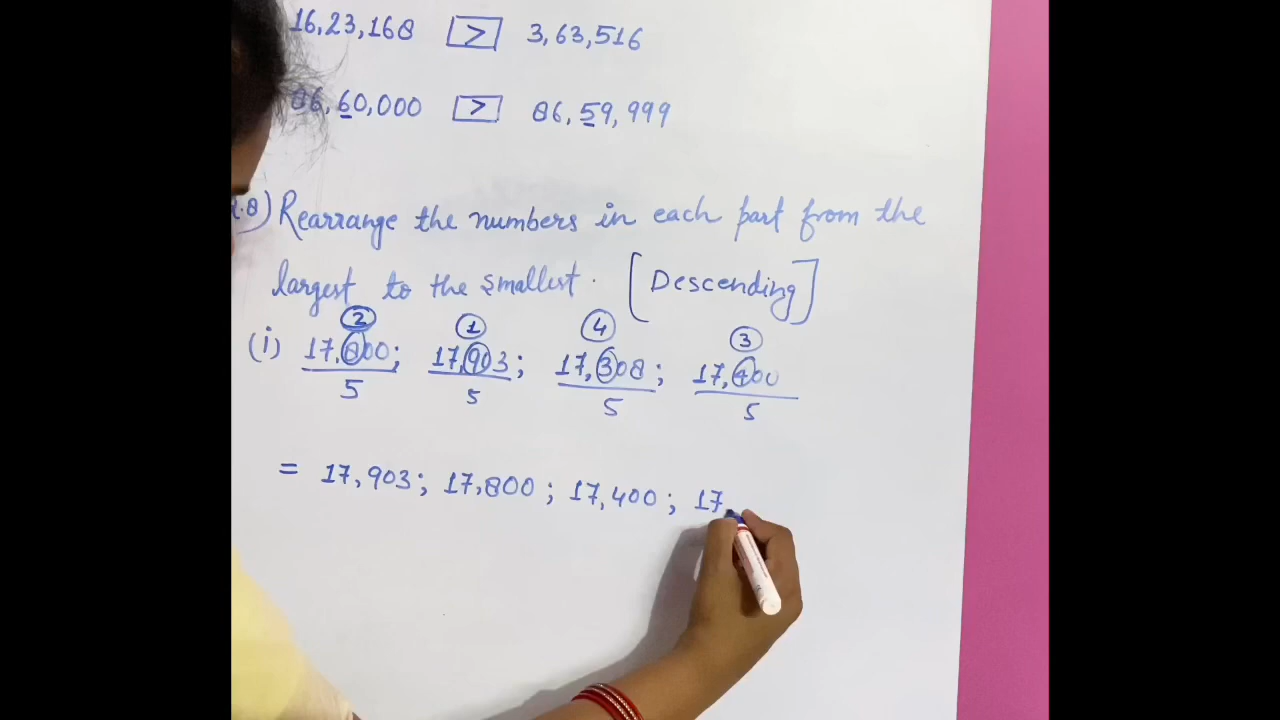 16,23,168 > 3,63,516
86,60,000 > 86,59,999
.8) Rearrange the numbers in each part from the
largest to the smallest. [Descending]
2 1 4 3
(i) 17,800; 17,903; 17,308; 17,400
5 5 5 5
= 17,903; 17,800; 17,400; 17,